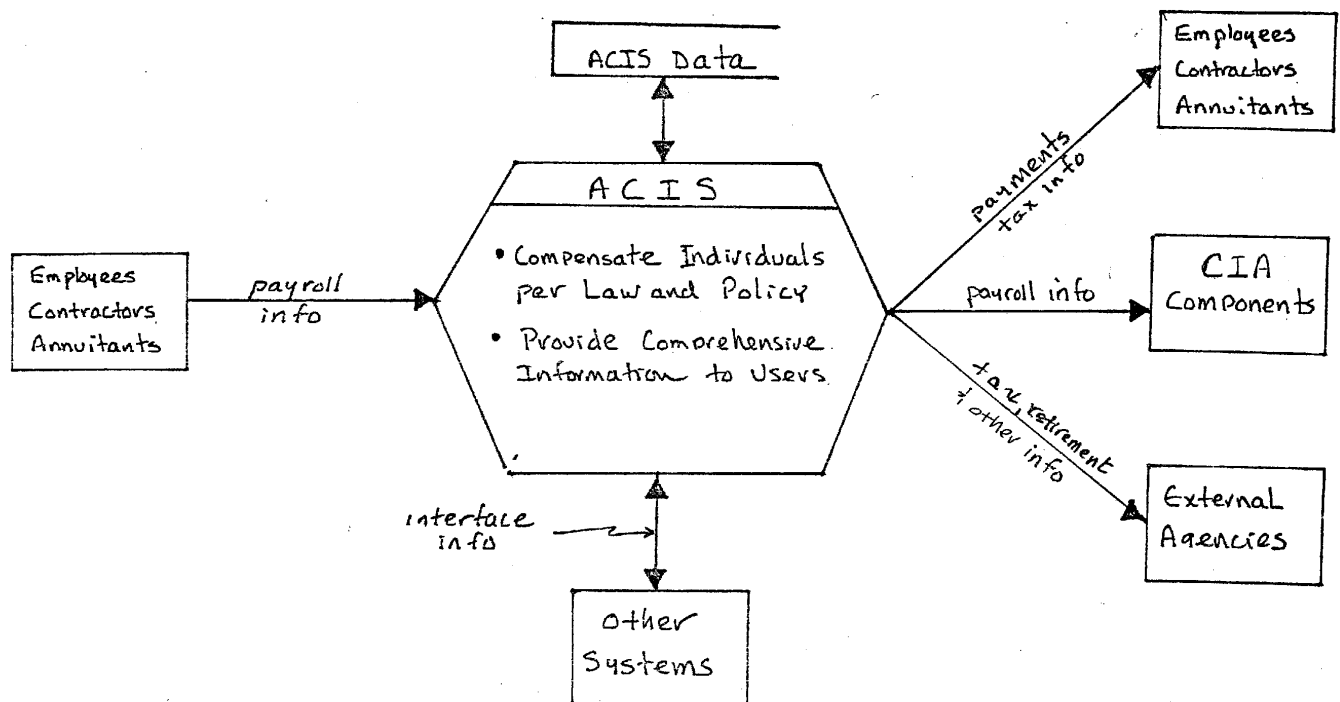 ACIS Data
Employees
Contractors
Annuitants
payments
tax info
ACIS
• Compensate Individuals
per Law and Policy
• Provide Comprehensive
Information to Users
Employees
Contractors
Annuitants
payroll
info
payroll info
CIA
Components
tax, retirement
& other info
External
Agencies
interface
info
Other
Systems